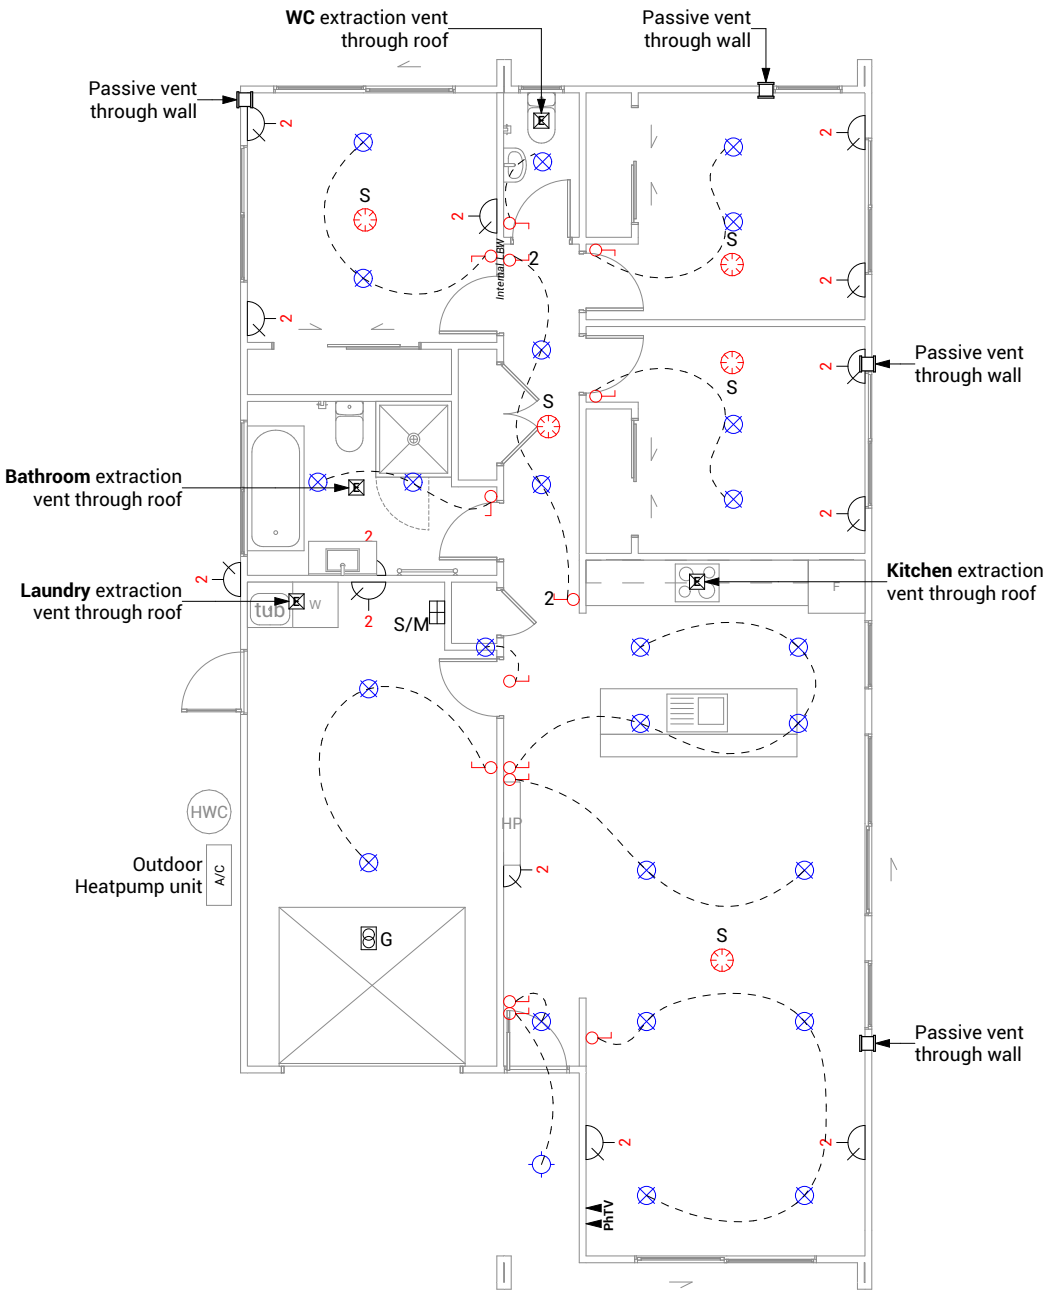 WC extraction vent
through roof
Passive vent
through wall
Passive vent
through wall
2
2
2
S
2
S
Internal LBW
2
2
2
S
2
Passive vent
through wall
S
Bathroom extraction
vent through roof
2
2
E
E
2
2
Laundry extraction
vent through roof
E
tub
W
2
S/M
2
E
F
Kitchen extraction
vent through roof
HWC
HP
Outdoor
Heatpump unit
A/C
2
G
S
Passive vent
through wall
2
2
PhTV